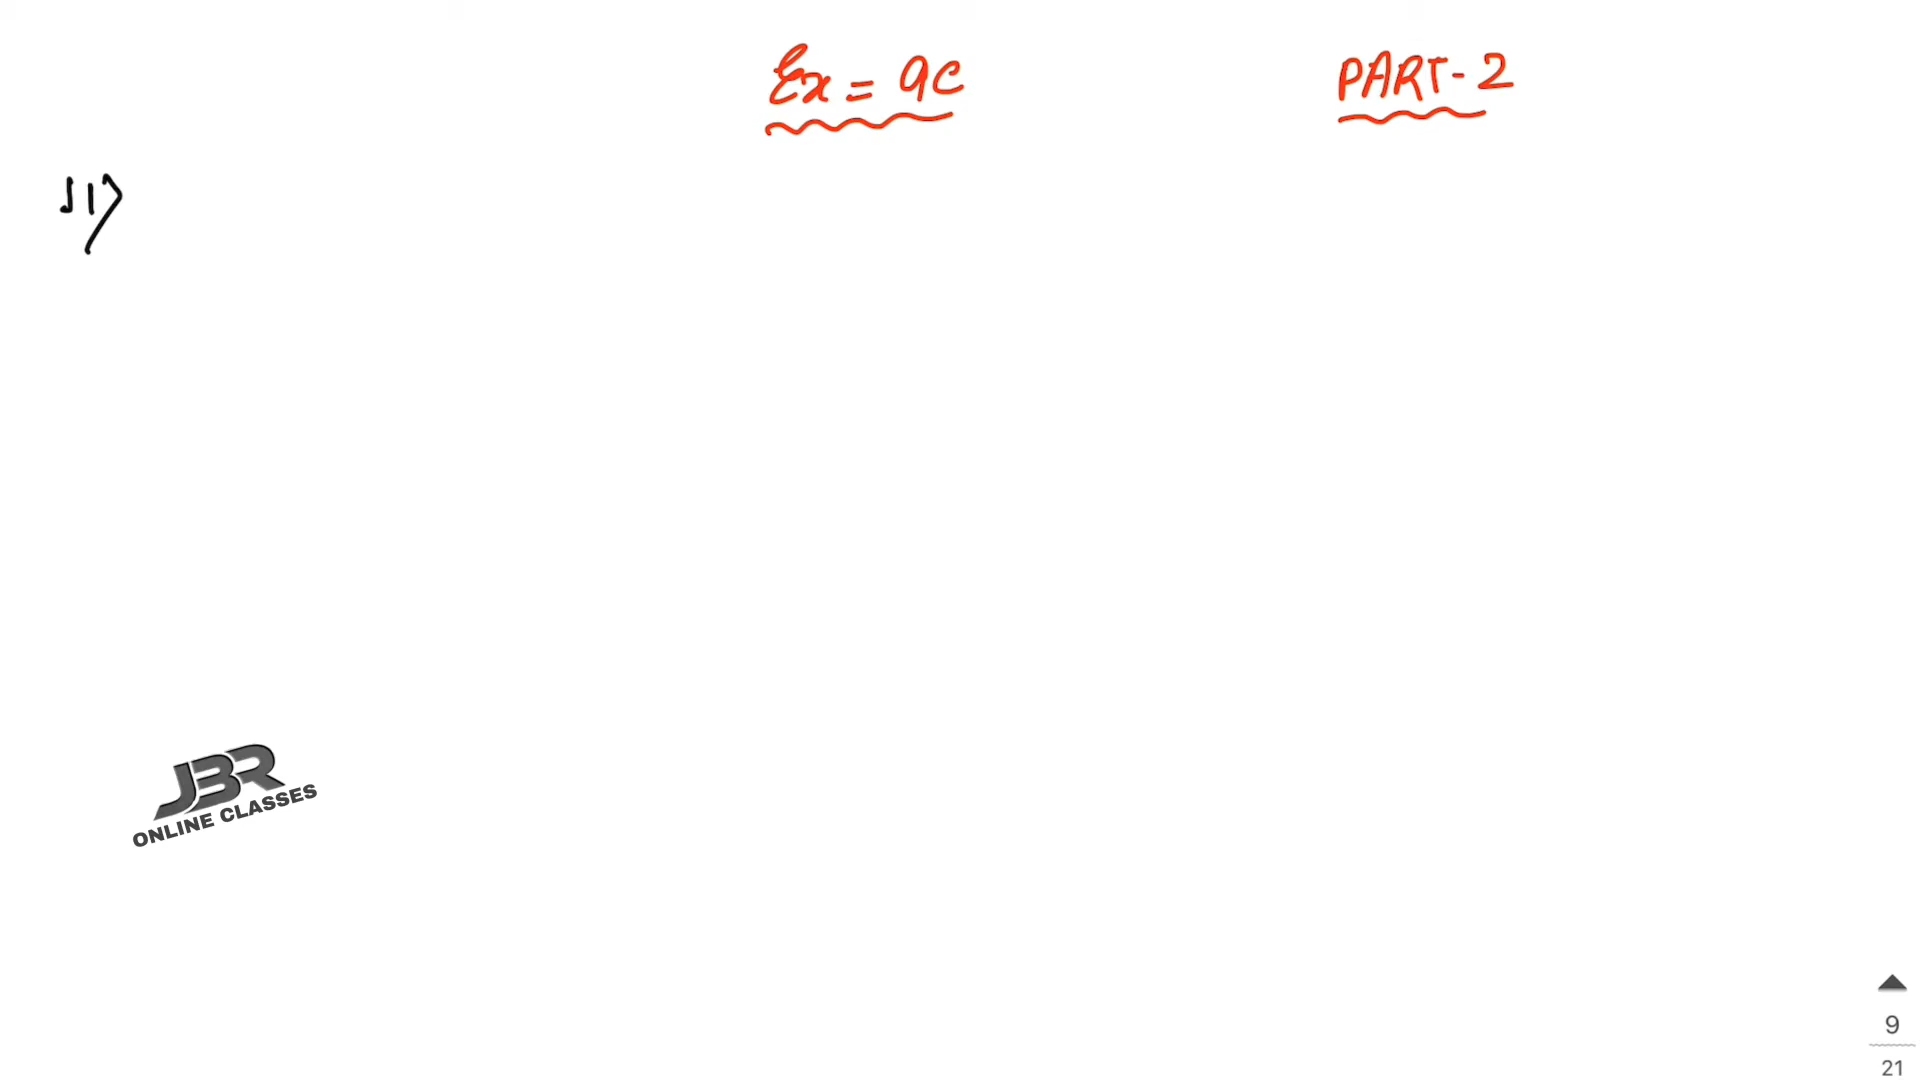 Ex = 9C PART-2
11)
JBR
ONLINE CLASSES
9
21